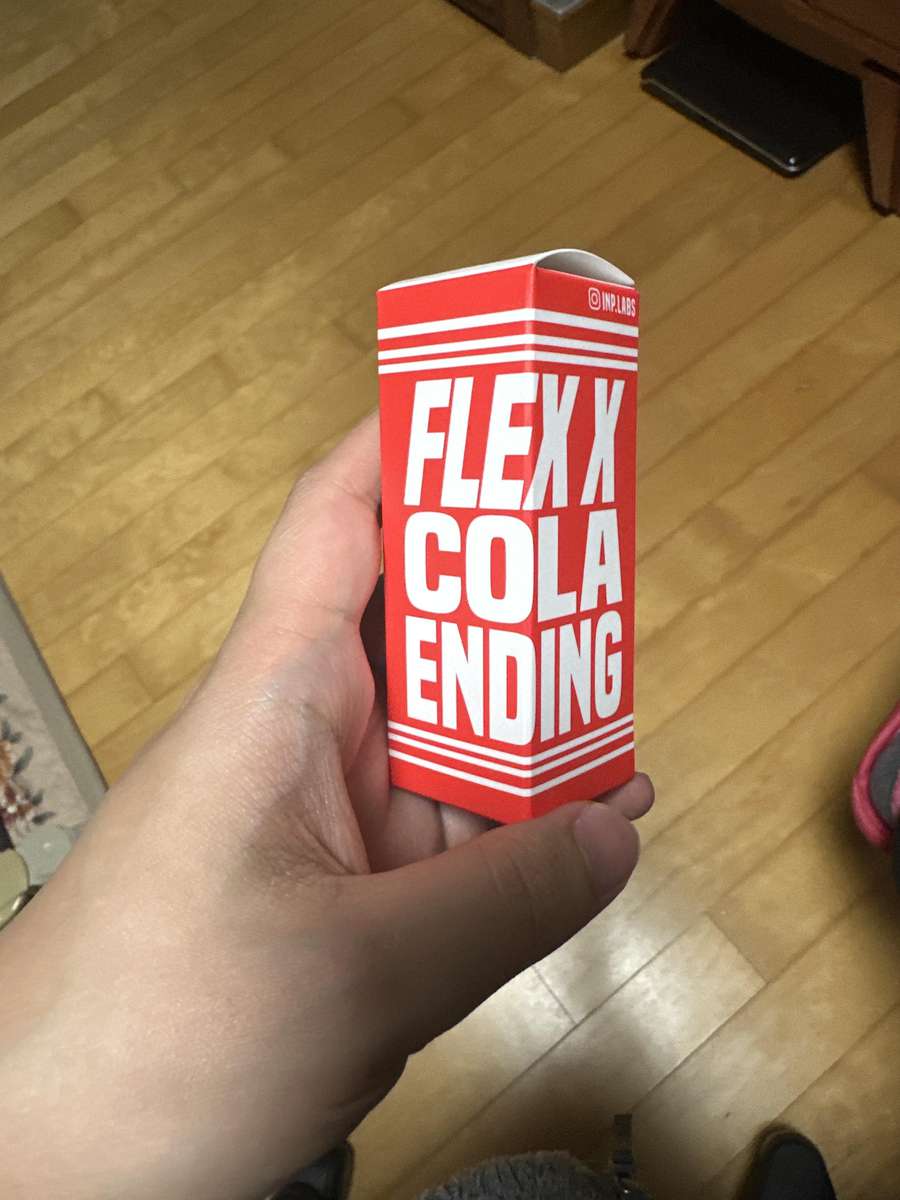 INP.LABS
FLEX X
COLA
ENDING